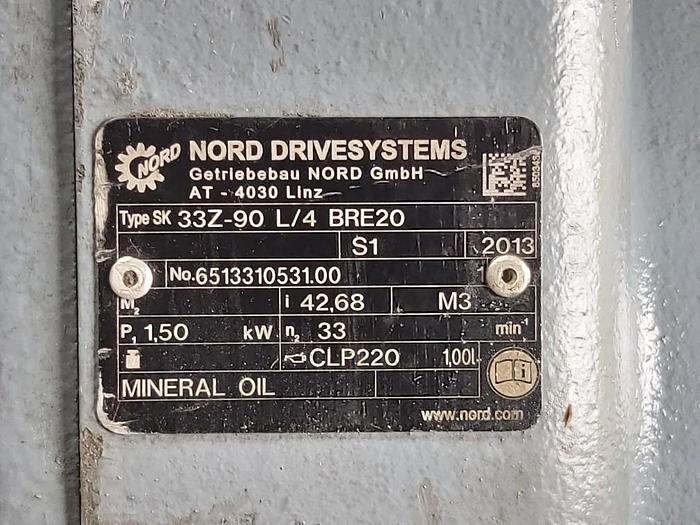 NORD
NORD DRIVESYSTEMS
Getriebebau NORD GmbH
AT - 4030 Linz
Type SK 33Z-90 L/4 BRE20
S1 2013
No. 6513310531.00
M₂ i 42,68 M3
P₁ 1,50 kW n₂ 33 min⁻¹
CLP220 1,00l
MINERAL OIL
i
www.nord.com